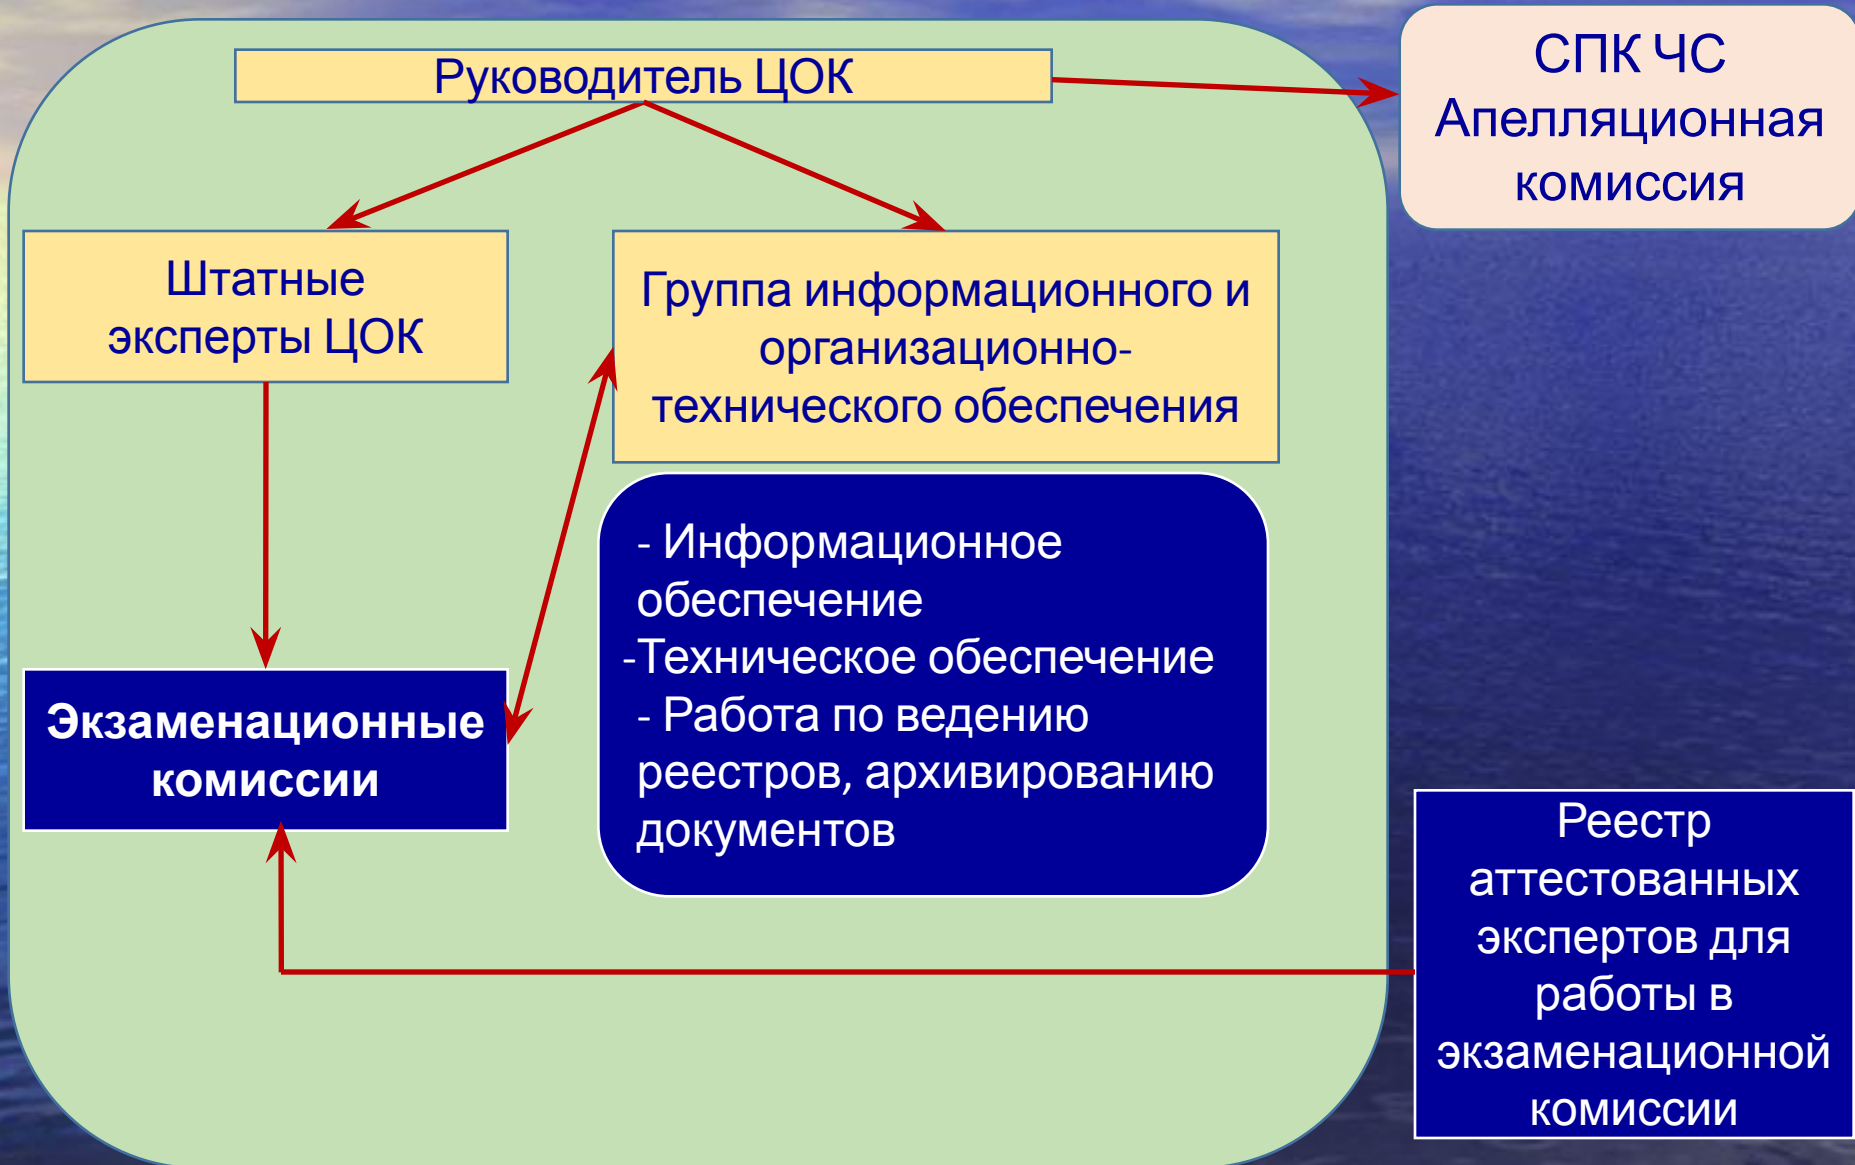 Руководитель ЦОК
СПК ЧС
Апелляционная
комиссия
Штатные
эксперты ЦОК
Группа информационного и
организационно-
технического обеспечения
- Информационное
обеспечение
-Техническое обеспечение
- Работа по ведению
реестров, архивированию
документов
Экзаменационные
комиссии
Реестр
аттестованных
экспертов для
работы в
экзаменационной
комиссии